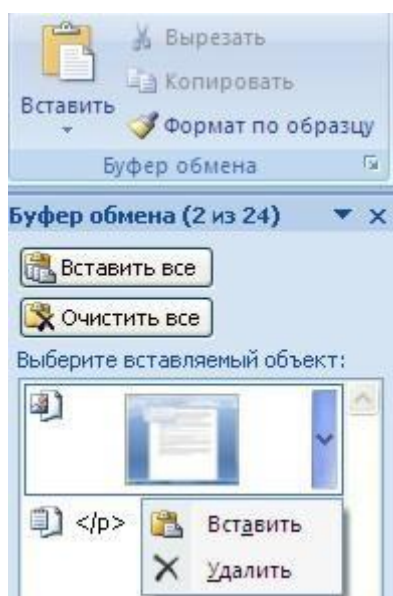 Вырезать
Копировать
Вставить
Формат по образцу
Буфер обмена
Буфер обмена (2 из 24)
Вставить все
Очистить все
Выберите вставляемый объект:
</p>
Вставить
Удалить